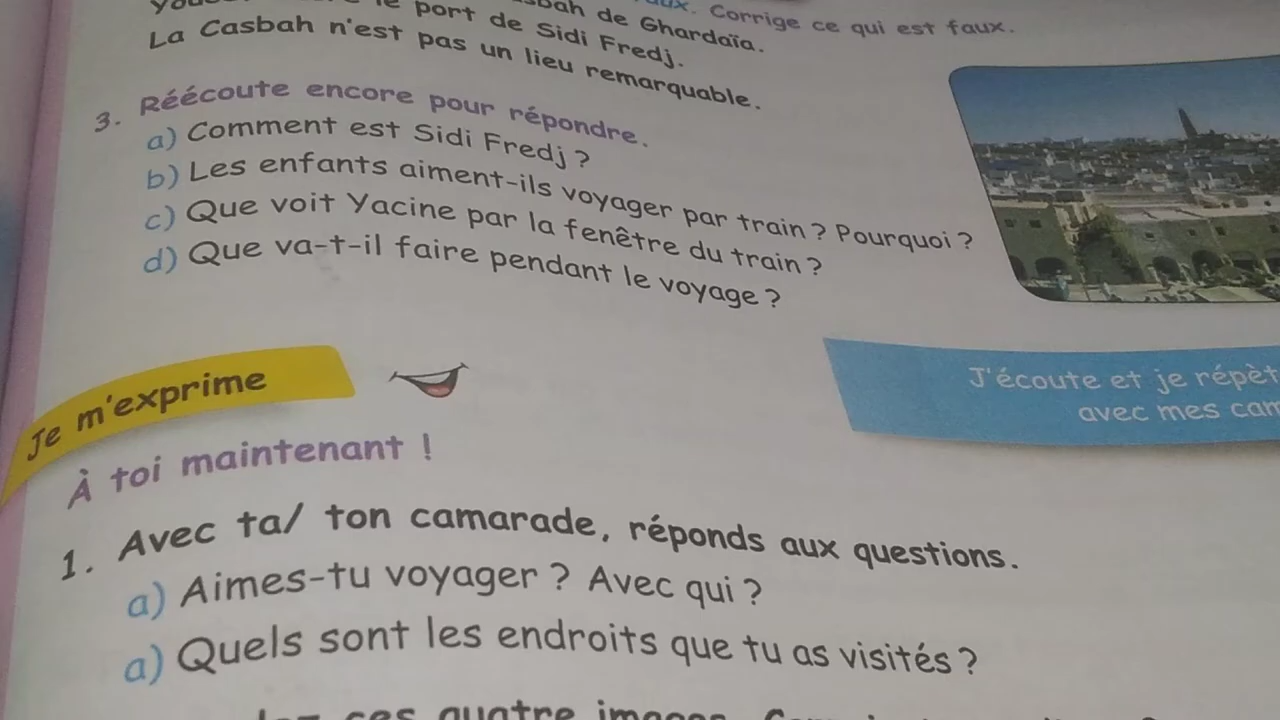 le port de Sidi Fredj.
de Ghardaïa.
Corrige ce qui est faux.
La Casbah n'est pas un lieu remarquable.
3. Réécoute encore pour répondre.
a) Comment est Sidi Fredj ?
b) Les enfants aiment-ils voyager par train ? Pourquoi ?
c) Que voit Yacine par la fenêtre du train ?
d) Que va-t-il faire pendant le voyage ?
Je m'exprime
J'écoute et je
avec mes
À toi maintenant !
1. Avec ta/ ton camarade, réponds aux questions.
a) Aimes-tu voyager ? Avec qui ?
a) Quels sont les endroits que tu as visités ?
ces quatre images.